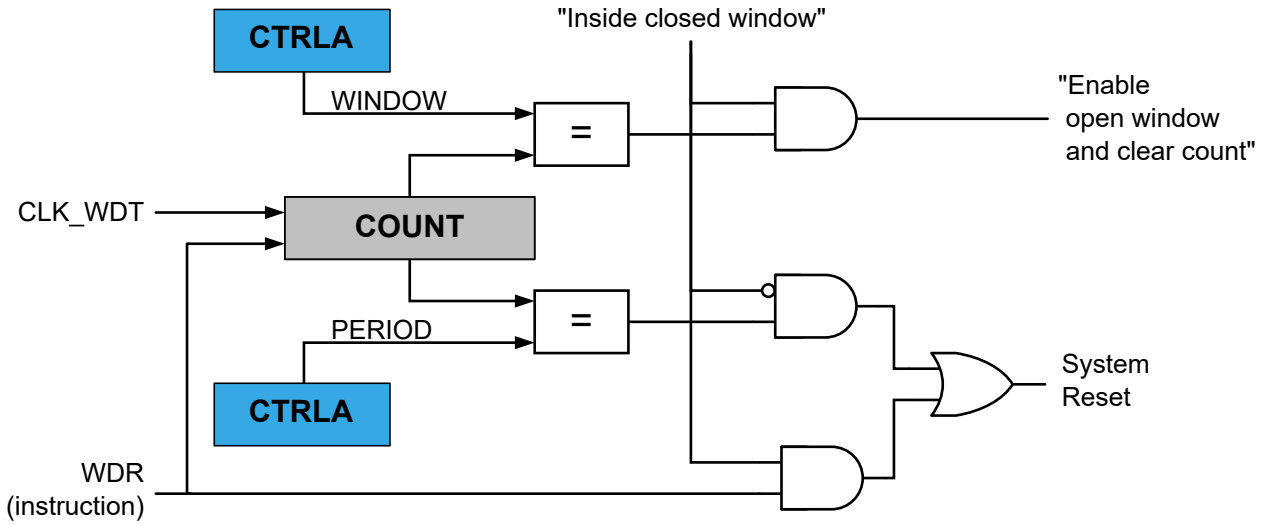 "Inside closed window"
CTRLA
WINDOW
=
"Enable
open window
and clear count"
CLK_WDT
COUNT
PERIOD
=
CTRLA
System
Reset
WDR
(instruction)